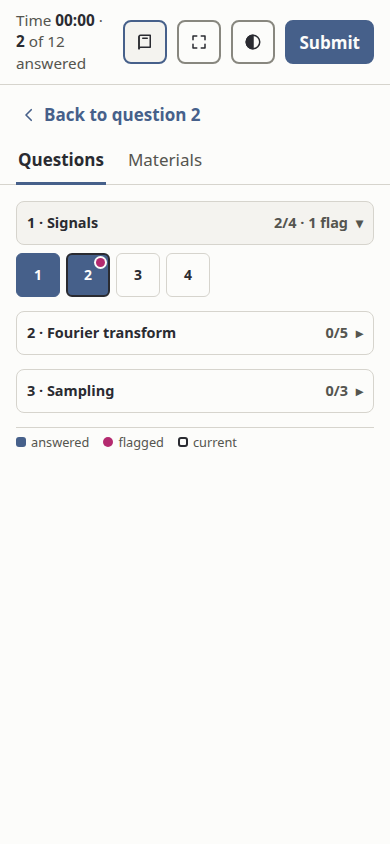 Time 00:00 ·
2 of 12
answered
Submit
Back to question 2
Questions Materials
1 · Signals 2/4 · 1 flag ▾
1 2 3 4
2 · Fourier transform 0/5 ▸
3 · Sampling 0/3 ▸
answered flagged current